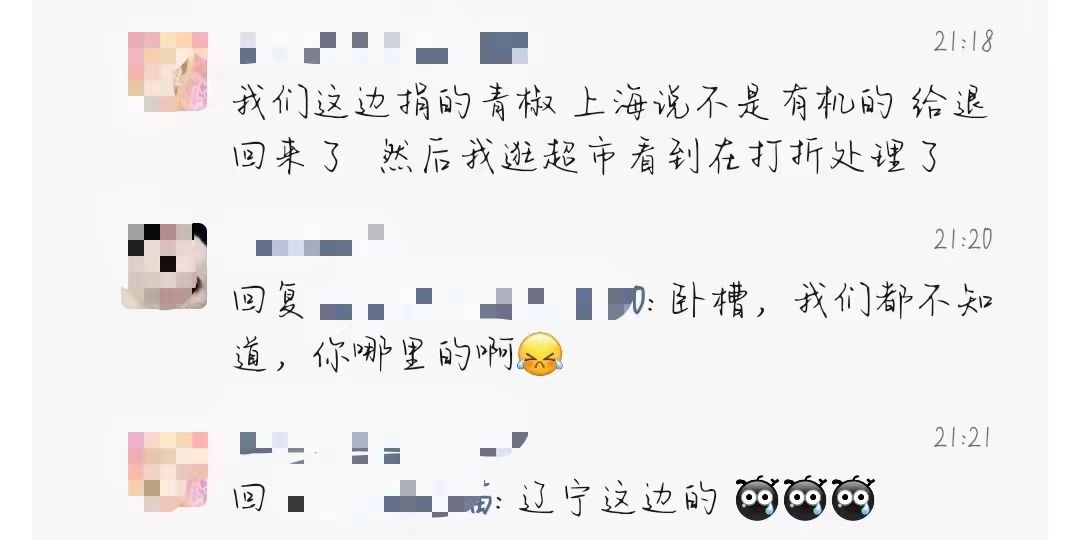 21:18
我们这边捐的青椒 上海说不是有机的 给退
回来了 然后我逛超市看到在打折处理了
21:20
回复 : 卧槽，我们都不知
道，你哪里的啊
21:21
回 : 辽宁这边的